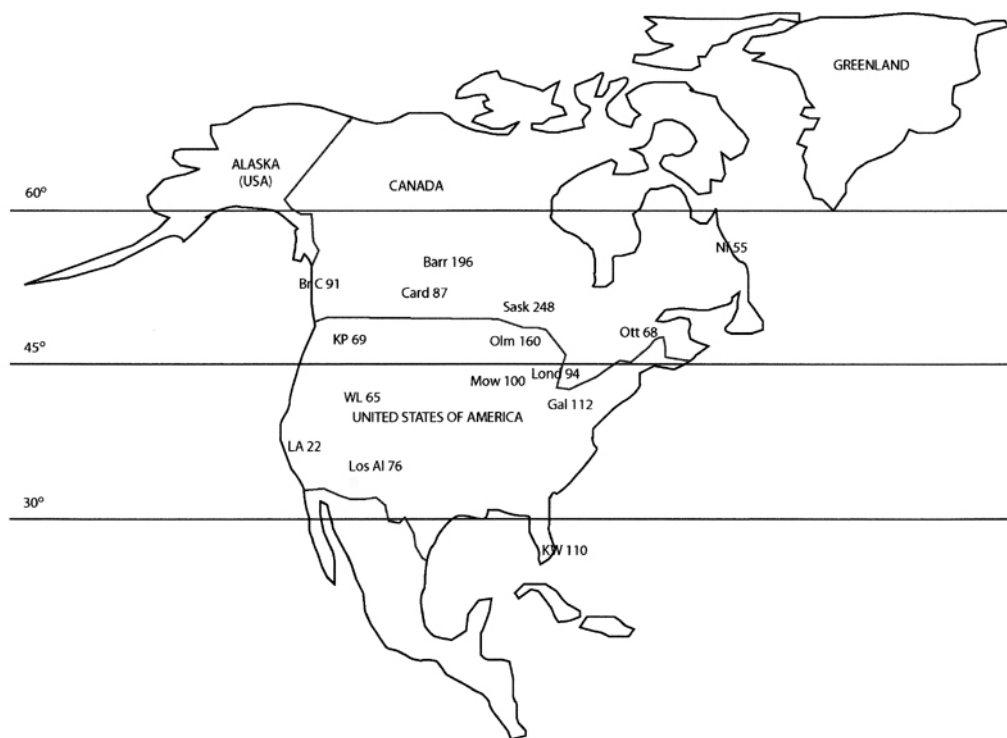 GREENLAND
ALASKA
(USA)
CANADA
60°
Nf 55
Barr 196
Br C 91
Card 87
Sask 248
Ott 68
KP 69
Olm 160
45°
Lond 94
Mow 100
WL 65
Gal 112
UNITED STATES OF AMERICA
LA 22
Los Al 76
30°
KW 110